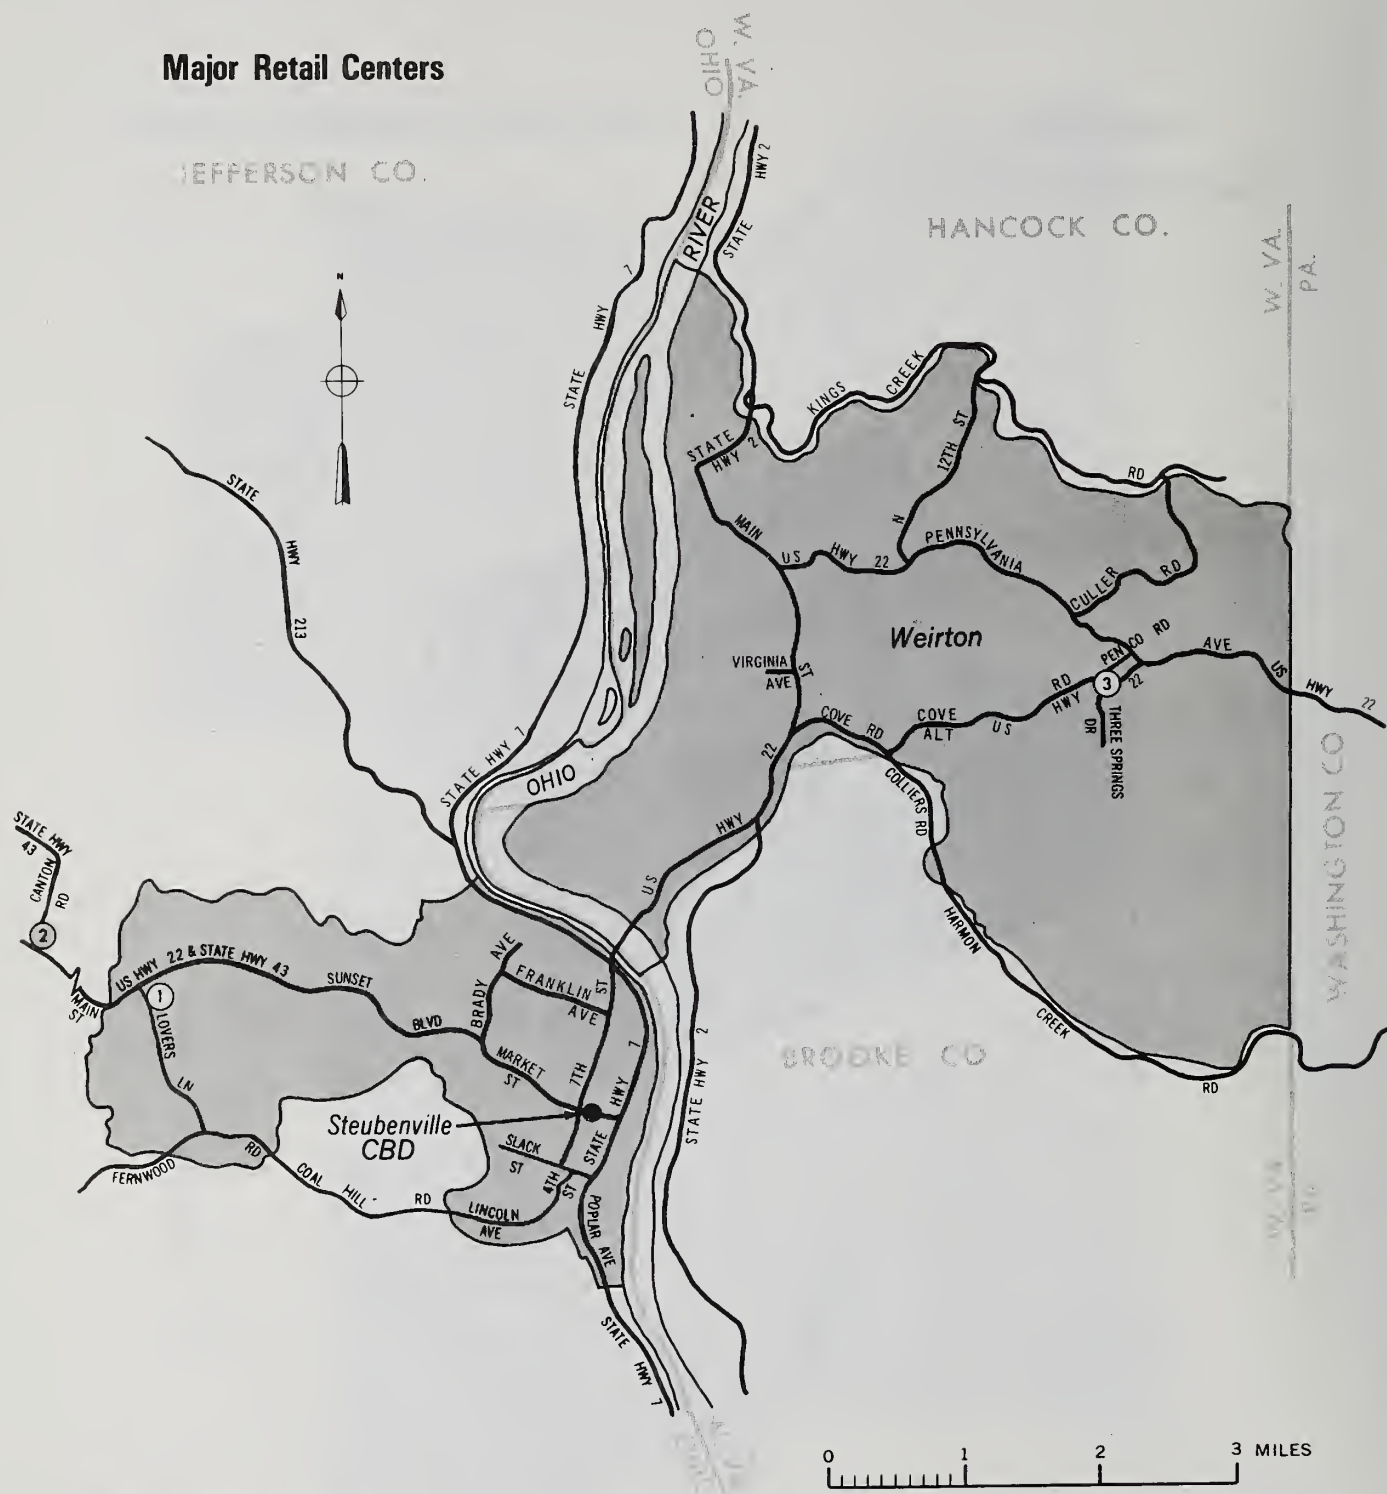 Major Retail Centers
W. VA.
OHIO
JEFFERSON CO.
HANCOCK CO.
W. VA.
PA.
N
RIVER
STATE HWY 2
STATE HWY 7
KINGS CREEK RD
STATE HWY 2
N 12TH ST
STATE HWY 213
MAIN ST
US HWY 22
PENNSYLVANIA AVE
CULLER RD
Weirton
PENCO RD
VIRGINIA AVE
US HWY 22
3
22
THREE SPRINGS DR
COVE RD
COVE RD
ALT US HWY 22
STATE HWY 7
OHIO
COLLIERS RD
US HWY 22
WASHINGTON CO
STATE HWY 43
CANTON RD
2
HARMON CREEK RD
US HWY 22 & STATE HWY 43
MAIN ST
1
LOVERS LN
SUNSET BLVD
BRADY AVE
FRANKLIN AVE
7TH ST
MARKET ST
STATE HWY 7
STATE HWY 2
BROOKE CO
Steubenville
CBD
SLACK ST
4TH ST
FERNWOOD RD
COAL HILL RD
LINCOLN AVE
POPLAR AVE
STATE HWY 7
W. VA.
0 1 2 3 MILES